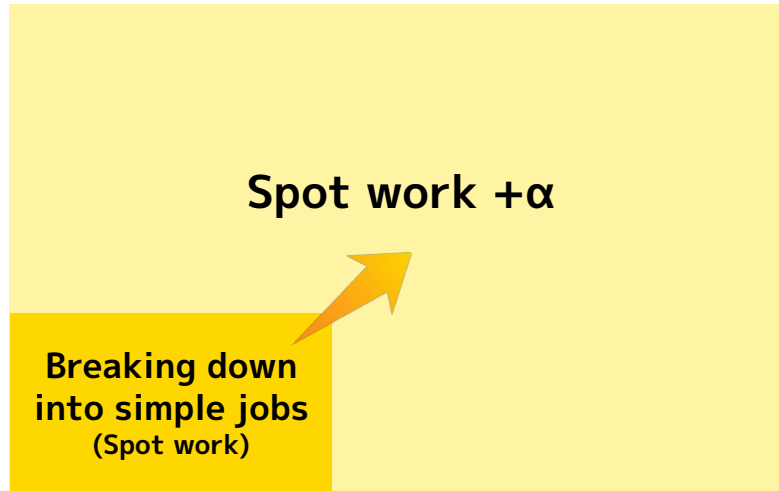 Spot work +α
Breaking down
into simple jobs
(Spot work)